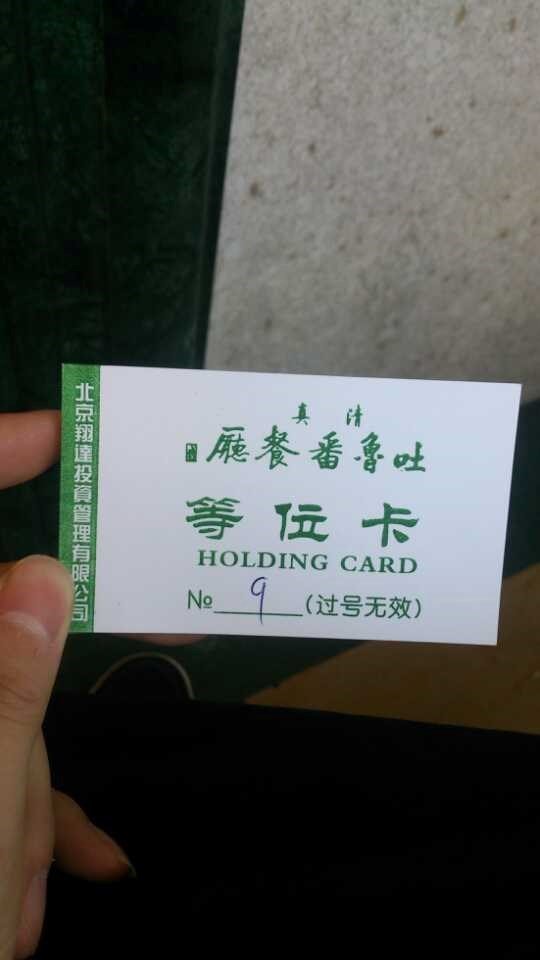 北京翔達投資管理有限公司
清真
吐魯番餐廳
等位卡
HOLDING CARD
№ 9 (过号无效)